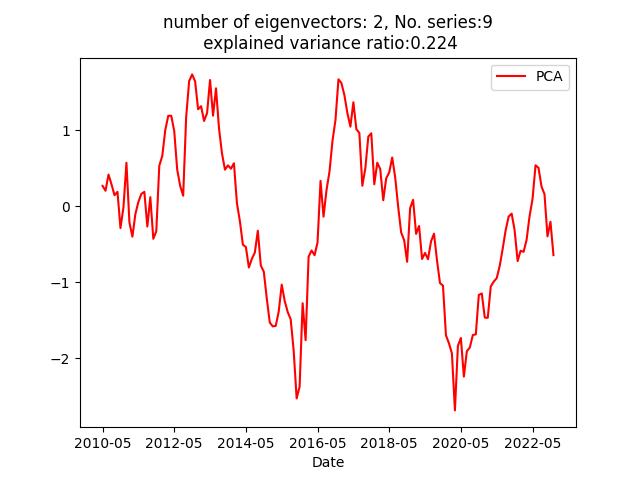 number of eigenvectors: 2, No. series:9
explained variance ratio:0.224
PCA
1
0
−1
−2
2010-05 2012-05 2014-05 2016-05 2018-05 2020-05 2022-05
Date